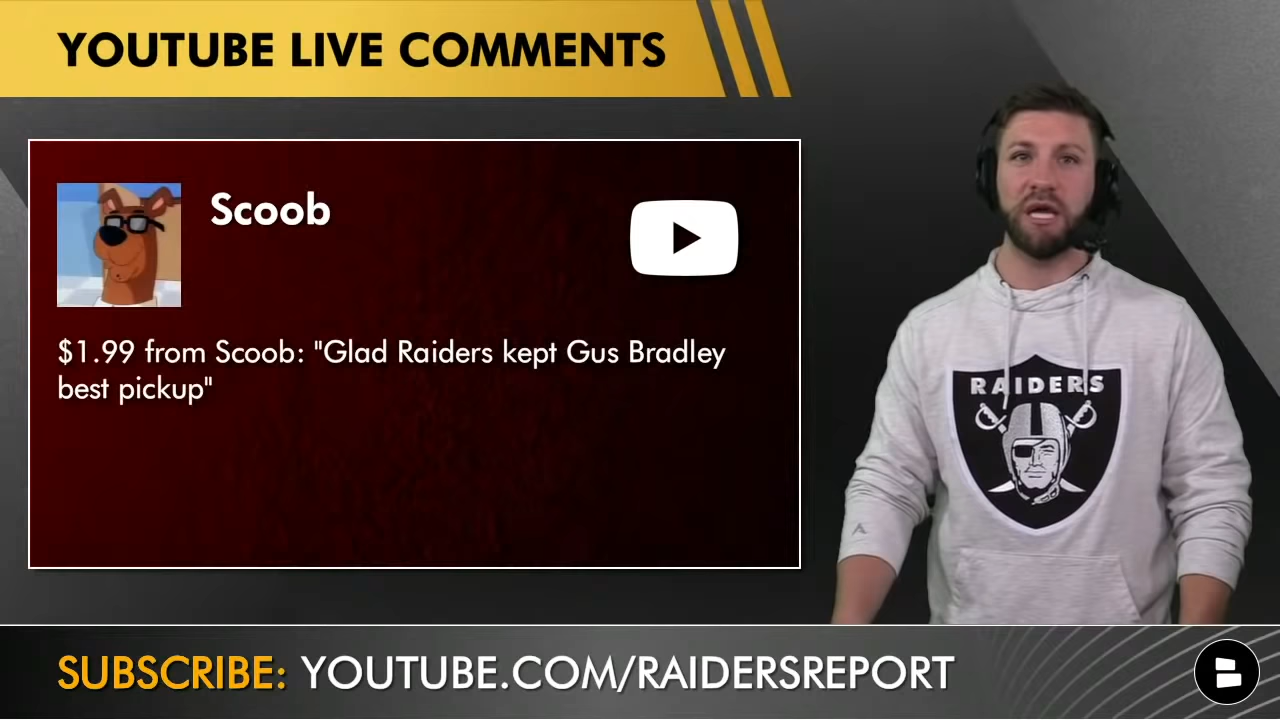 YOUTUBE LIVE COMMENTS
Scoob
$1.99 from Scoob: "Glad Raiders kept Gus Bradley
best pickup"
RAIDERS
SUBSCRIBE: YOUTUBE.COM/RAIDERSREPORT